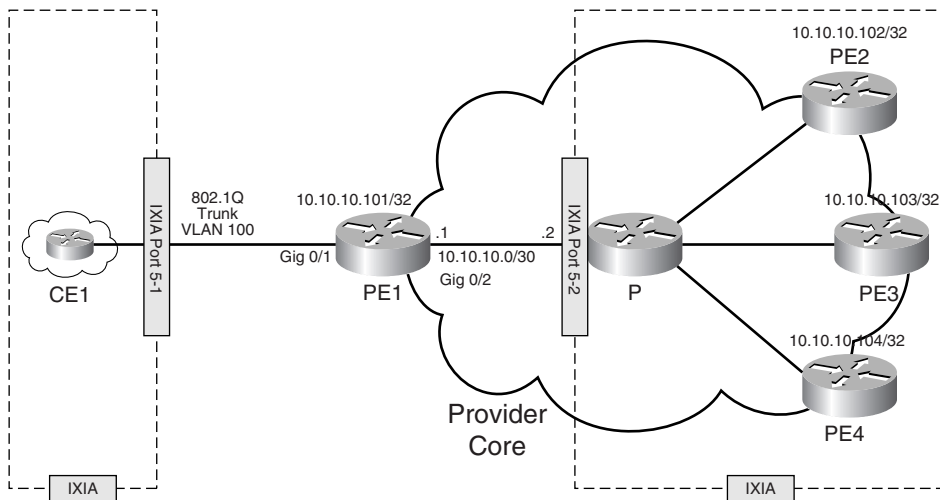 10.10.10.102/32
PE2
IXIA Port 5-1
802.1Q
Trunk
VLAN 100
10.10.10.101/32
IXIA Port 5-2
10.10.10.103/32
.1
.2
Gig 0/1
10.10.10.0/30
Gig 0/2
CE1
PE1
P
PE3
10.10.10.104/32
Provider
Core
PE4
IXIA
IXIA